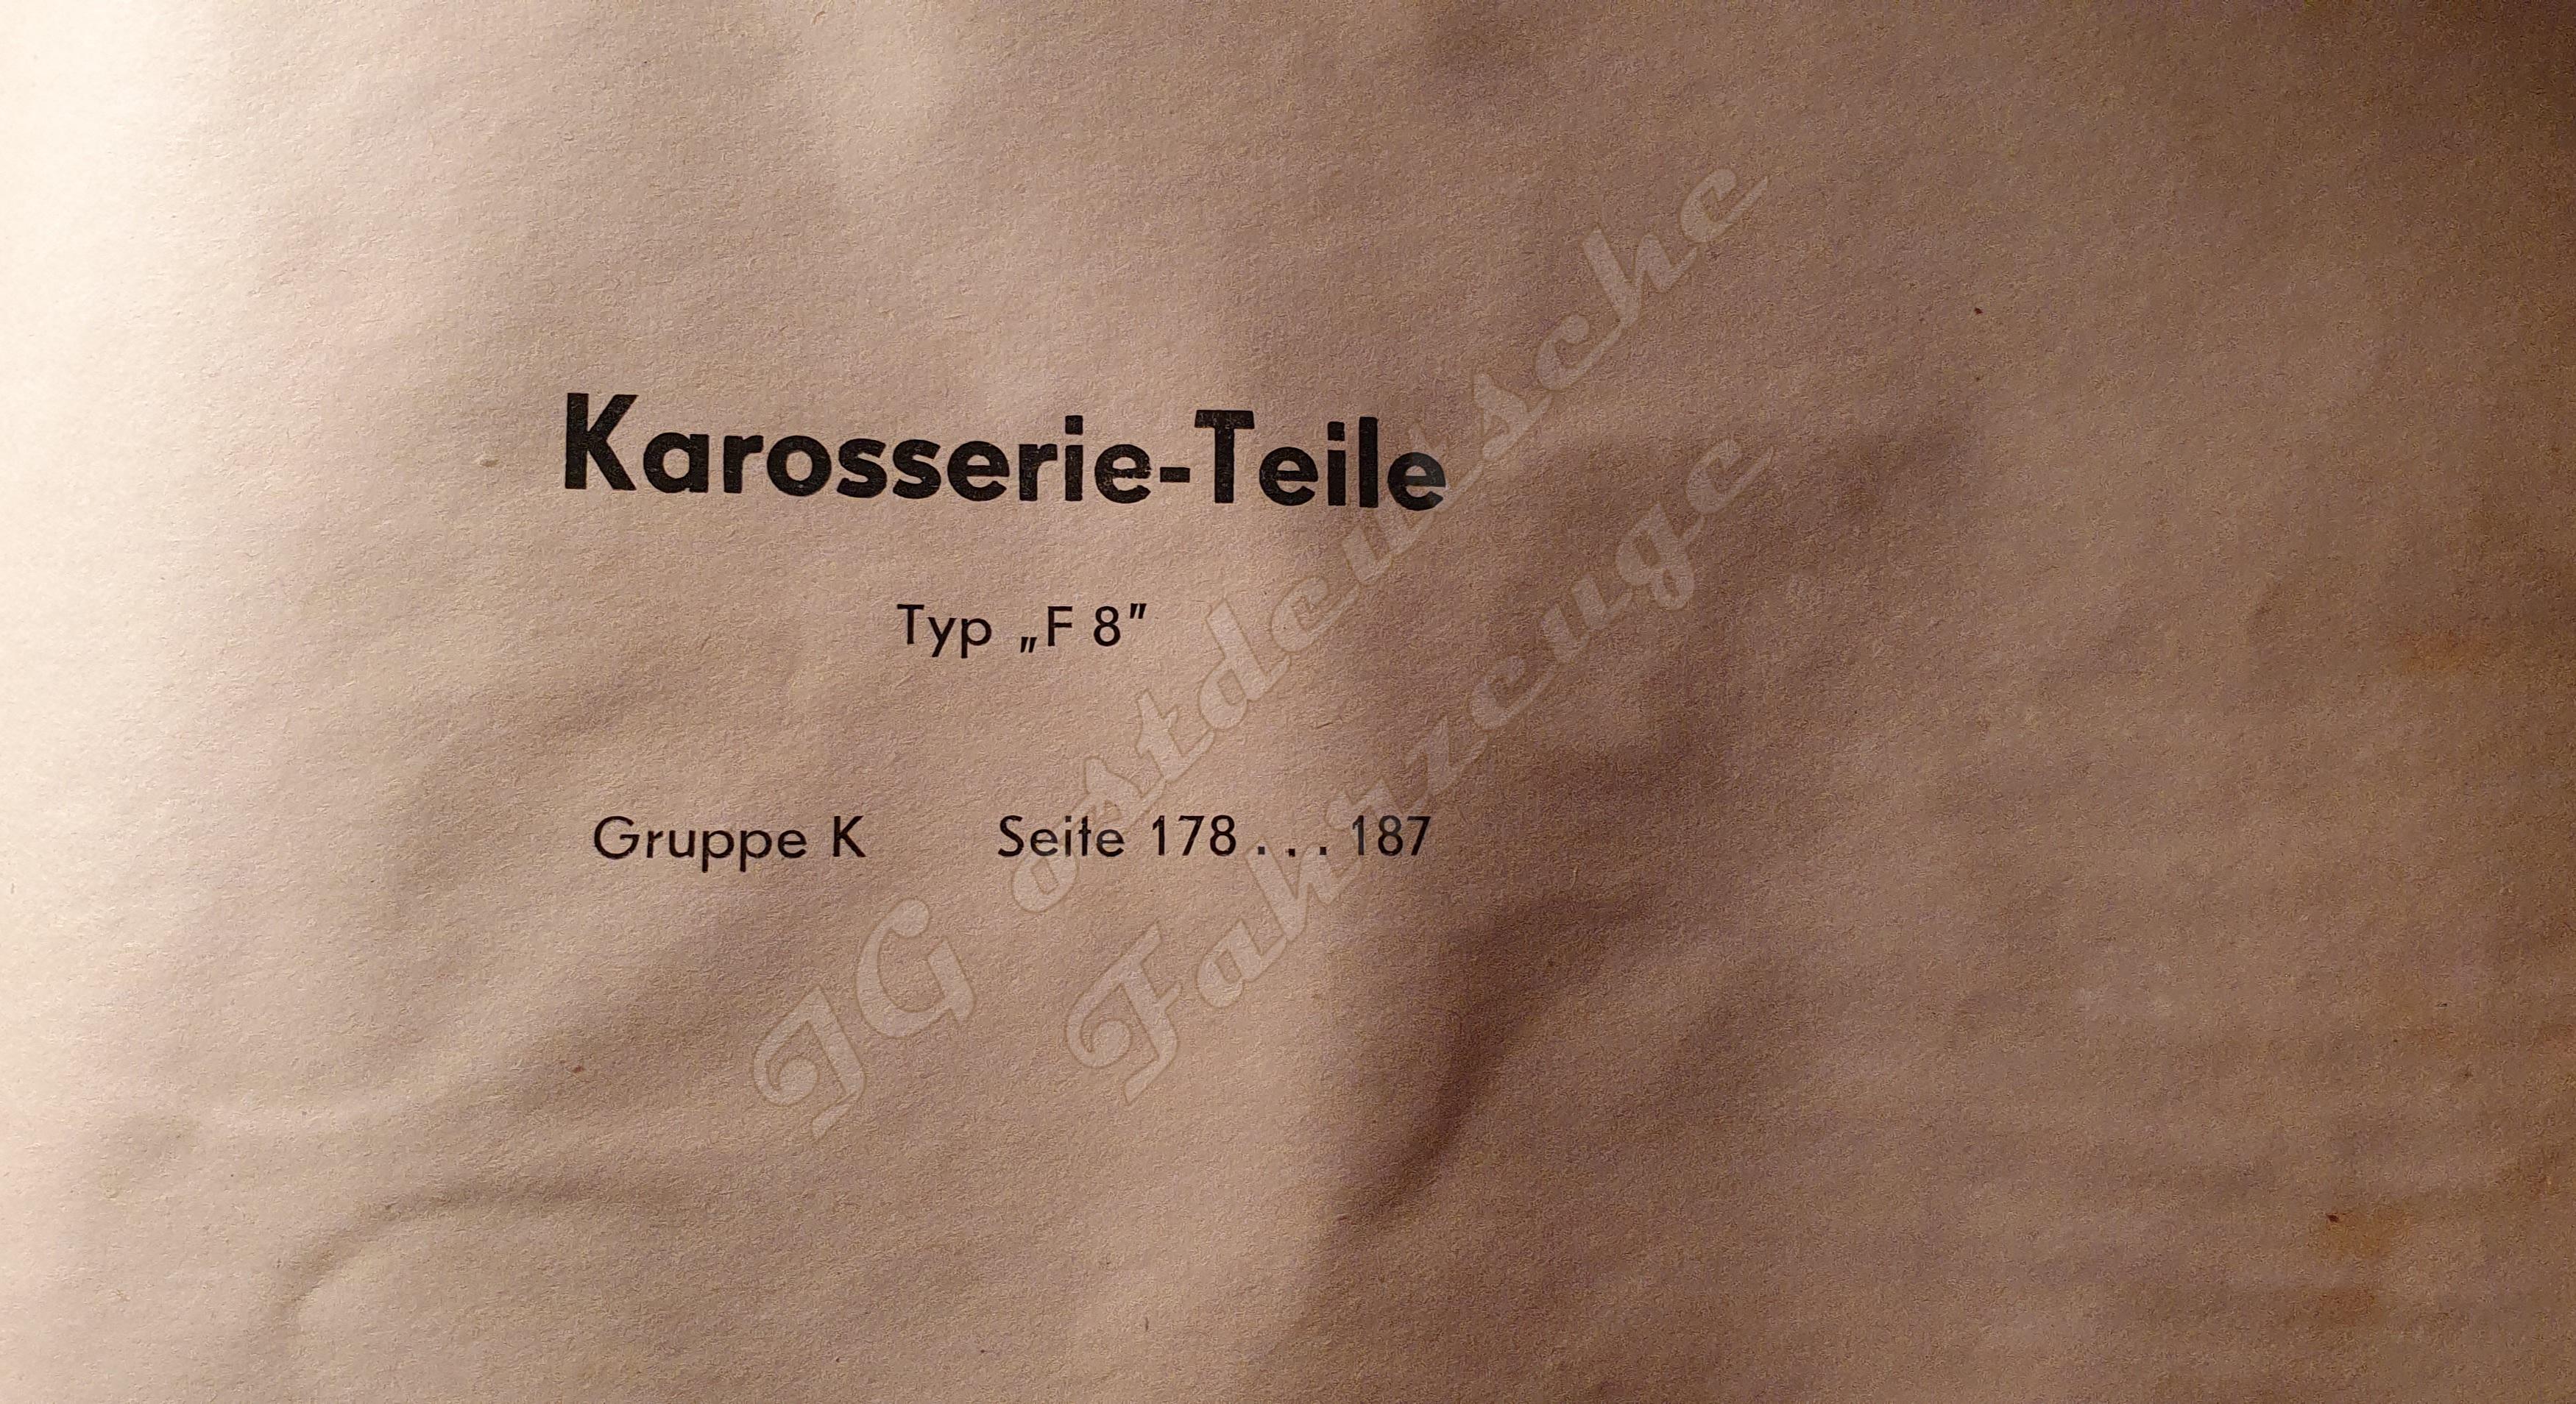 Karosserie-Teile
Typ „F 8”
Gruppe K Seite 178...187
IG ostdeutsche
Fahrzeuge